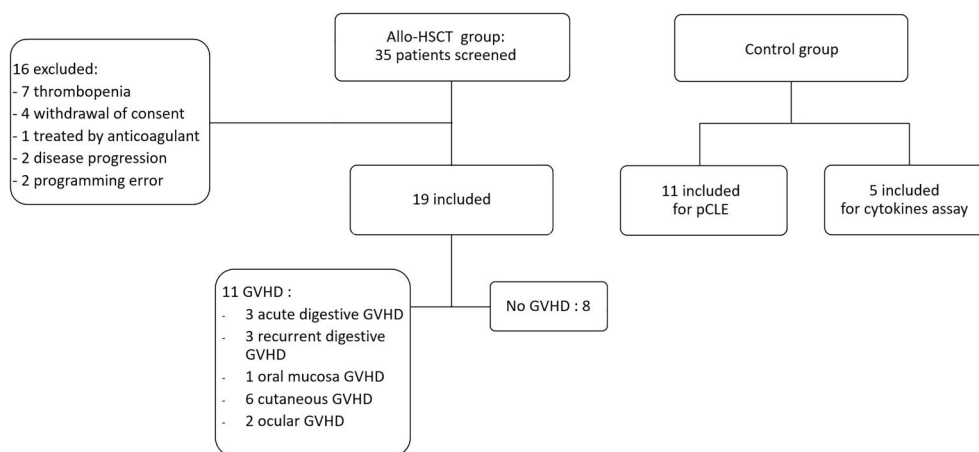 Allo-HSCT group:
35 patients screened
Control group
16 excluded:
- 7 thrombopenia
- 4 withdrawal of consent
- 1 treated by anticoagulant
- 2 disease progression
- 2 programming error
19 included
11 included
for pCLE
5 included
for cytokines assay
11 GVHD :
- 3 acute digestive GVHD
- 3 recurrent digestive
GVHD
- 1 oral mucosa GVHD
- 6 cutaneous GVHD
- 2 ocular GVHD
No GVHD : 8